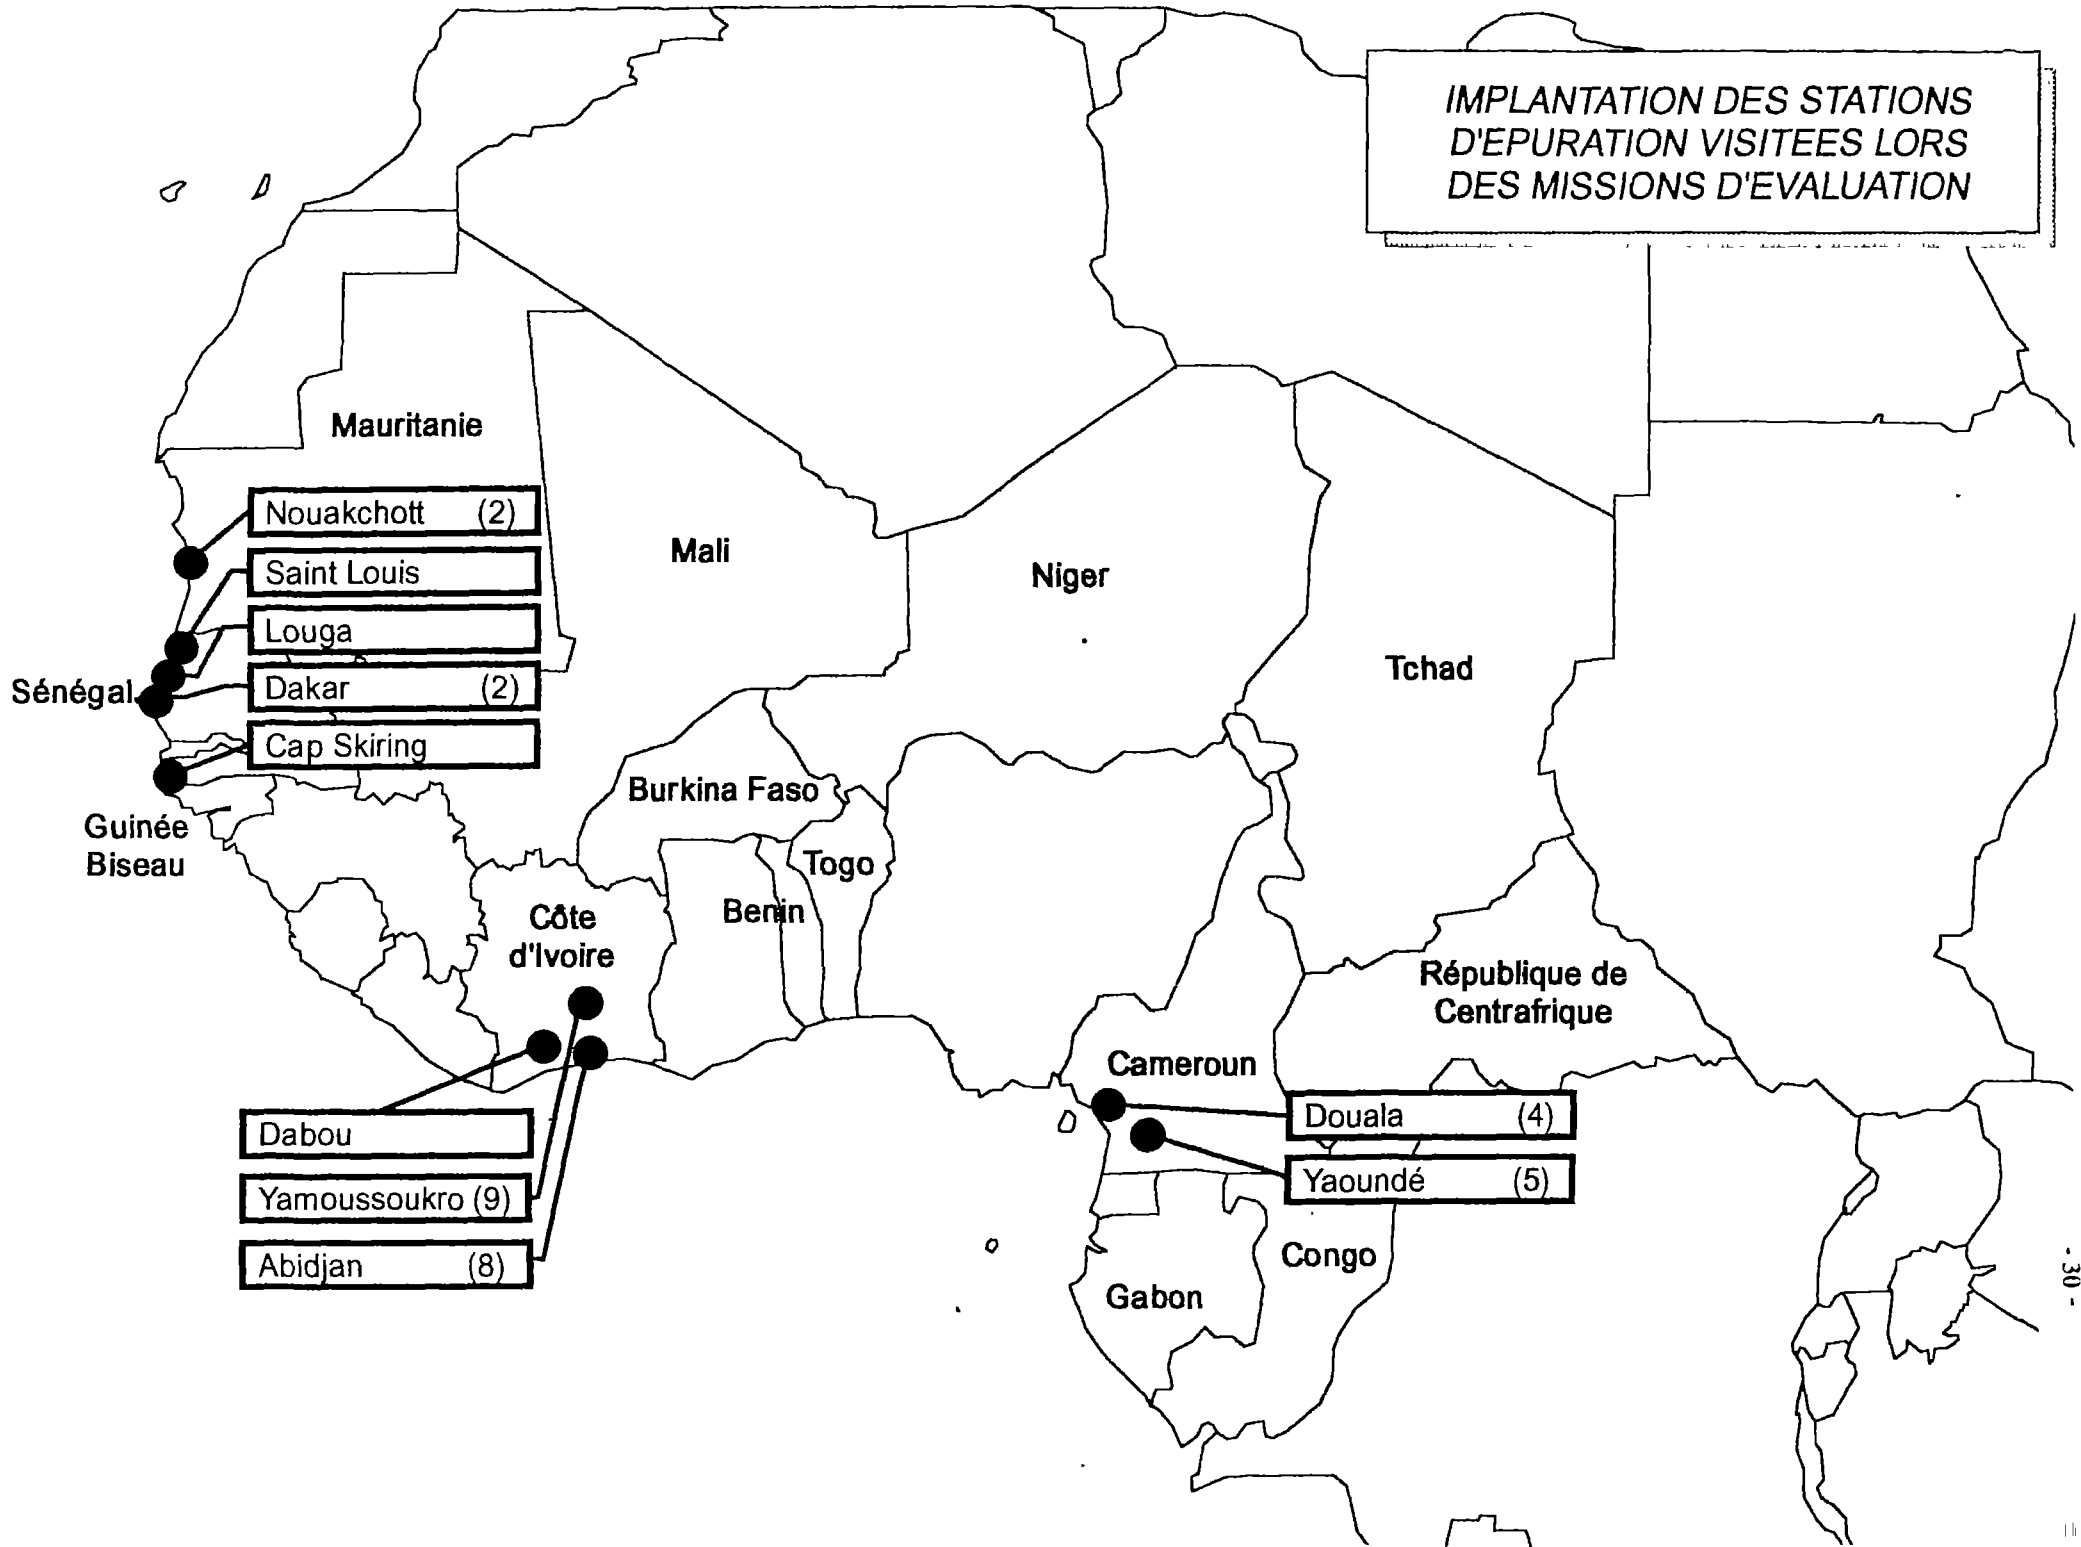 IMPLANTATION DES STATIONS
D'EPURATION VISITEES LORS
DES MISSIONS D'EVALUATION
Mauritanie
Nouakchott (2)
Saint Louis
Louga
Sénégal
Dakar (2)
Cap Skiring
Mali
Niger
Tchad
Burkina Faso
Guinée
Biseau
Togo
Benin
Côte
d'Ivoire
République de
Centrafrique
Cameroun
Douala (4)
Yaoundé (5)
Dabou
Yamoussoukro (9)
Abidjan (8)
Congo
Gabon
- 30 -